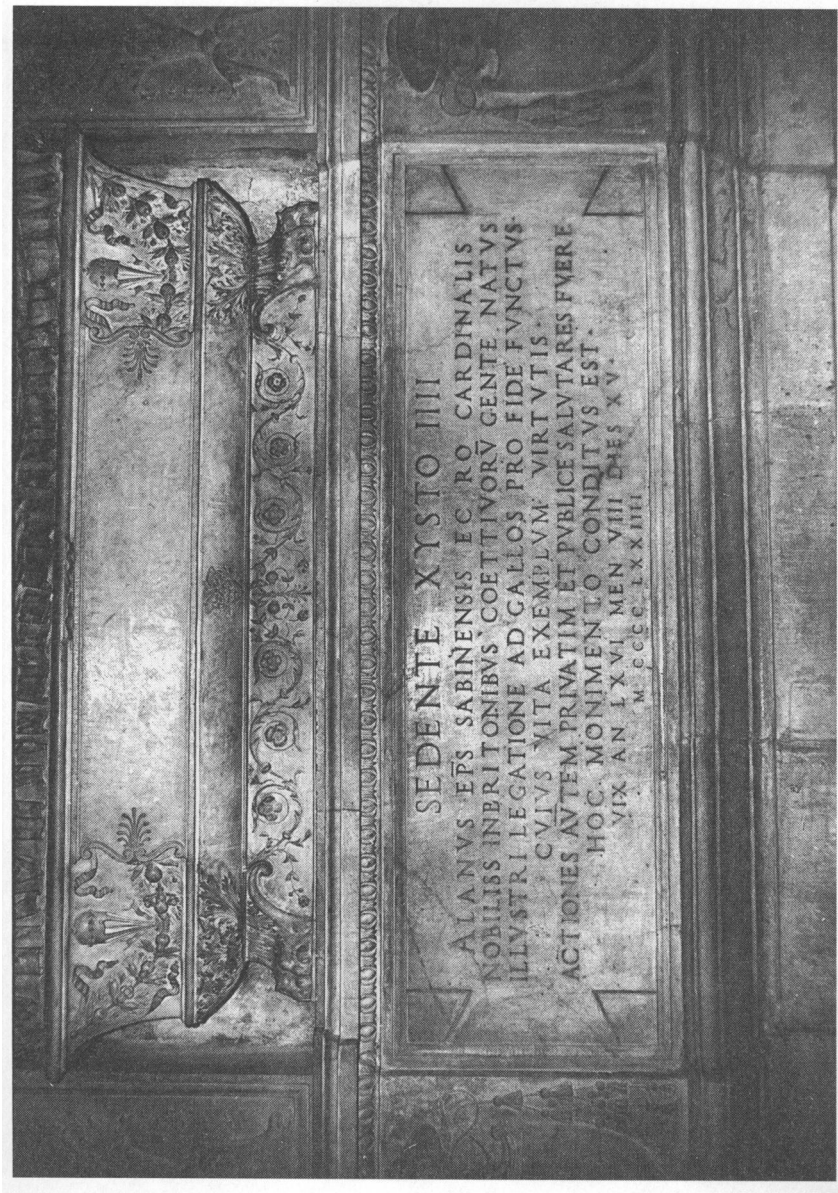 SEDENTE XYSTO IIII
ALANVS EP̄S SABINENSIS EC RO CARDINALIS
NOBILISS INBRITONIBVS COETTIVORV̄ GENTE NATVS
ILLVSTRI LEGATIONE AD GALLOS PRO FIDE FVNCTVS·
CVIVS VITA EXEMPLVM VIRTVTIS·
ACTIONES AVTEM PRIVATIM ET PVBLICE SALVTARES FVERE
HOC MONIMENTO CONDITVS EST·
VIX AN LXVI MEN VIII DIES XV·
M CCCC LXXIIII